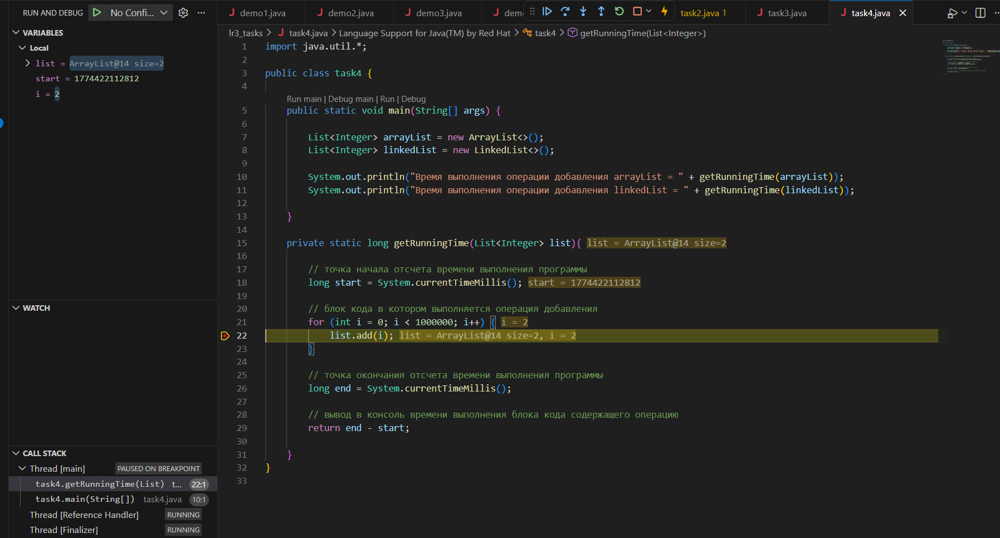 RUN AND DEBUG No Confi...
VARIABLES
Local
list = ArrayList@14 size=2
start = 1774422112812
i = 2
WATCH
CALL STACK
Thread [main] PAUSED ON BREAKPOINT
task4.getRunningTime(List) t... 22:1
task4.main(String[]) task4.java 10:1
Thread [Reference Handler] RUNNING
Thread [Finalizer] RUNNING
demo1.java demo2.java demo3.java dem task2.java 1 task3.java task4.java
lr3_tasks > task4.java > Language Support for Java(TM) by Red Hat > task4 > getRunningTime(List<Integer>)
1 import java.util.*;
2
3 public class task4 {
4
Run main | Debug main | Run | Debug
5 public static void main(String[] args) {
6
7 List<Integer> arrayList = new ArrayList<>();
8 List<Integer> linkedList = new LinkedList<>();
9
10 System.out.println("Время выполнения операции добавления arrayList = " + getRunningTime(arrayList));
11 System.out.println("Время выполнения операции добавления linkedList = " + getRunningTime(linkedList));
12
13 }
14
15 private static long getRunningTime(List<Integer> list){ list = ArrayList@14 size=2
16
17 // точка начала отсчета времени выполнения программы
18 long start = System.currentTimeMillis(); start = 1774422112812
19
20 // блок кода в котором выполняется операция добавления
21 for (int i = 0; i < 1000000; i++) { i = 2
22 list.add(i); list = ArrayList@14 size=2, i = 2
23 }
24
25 // точка окончания отсчета времени выполнения программы
26 long end = System.currentTimeMillis();
27
28 // вывод в консоль времени выполнения блока кода содержащего операцию
29 return end - start;
30
31 }
32 }
33